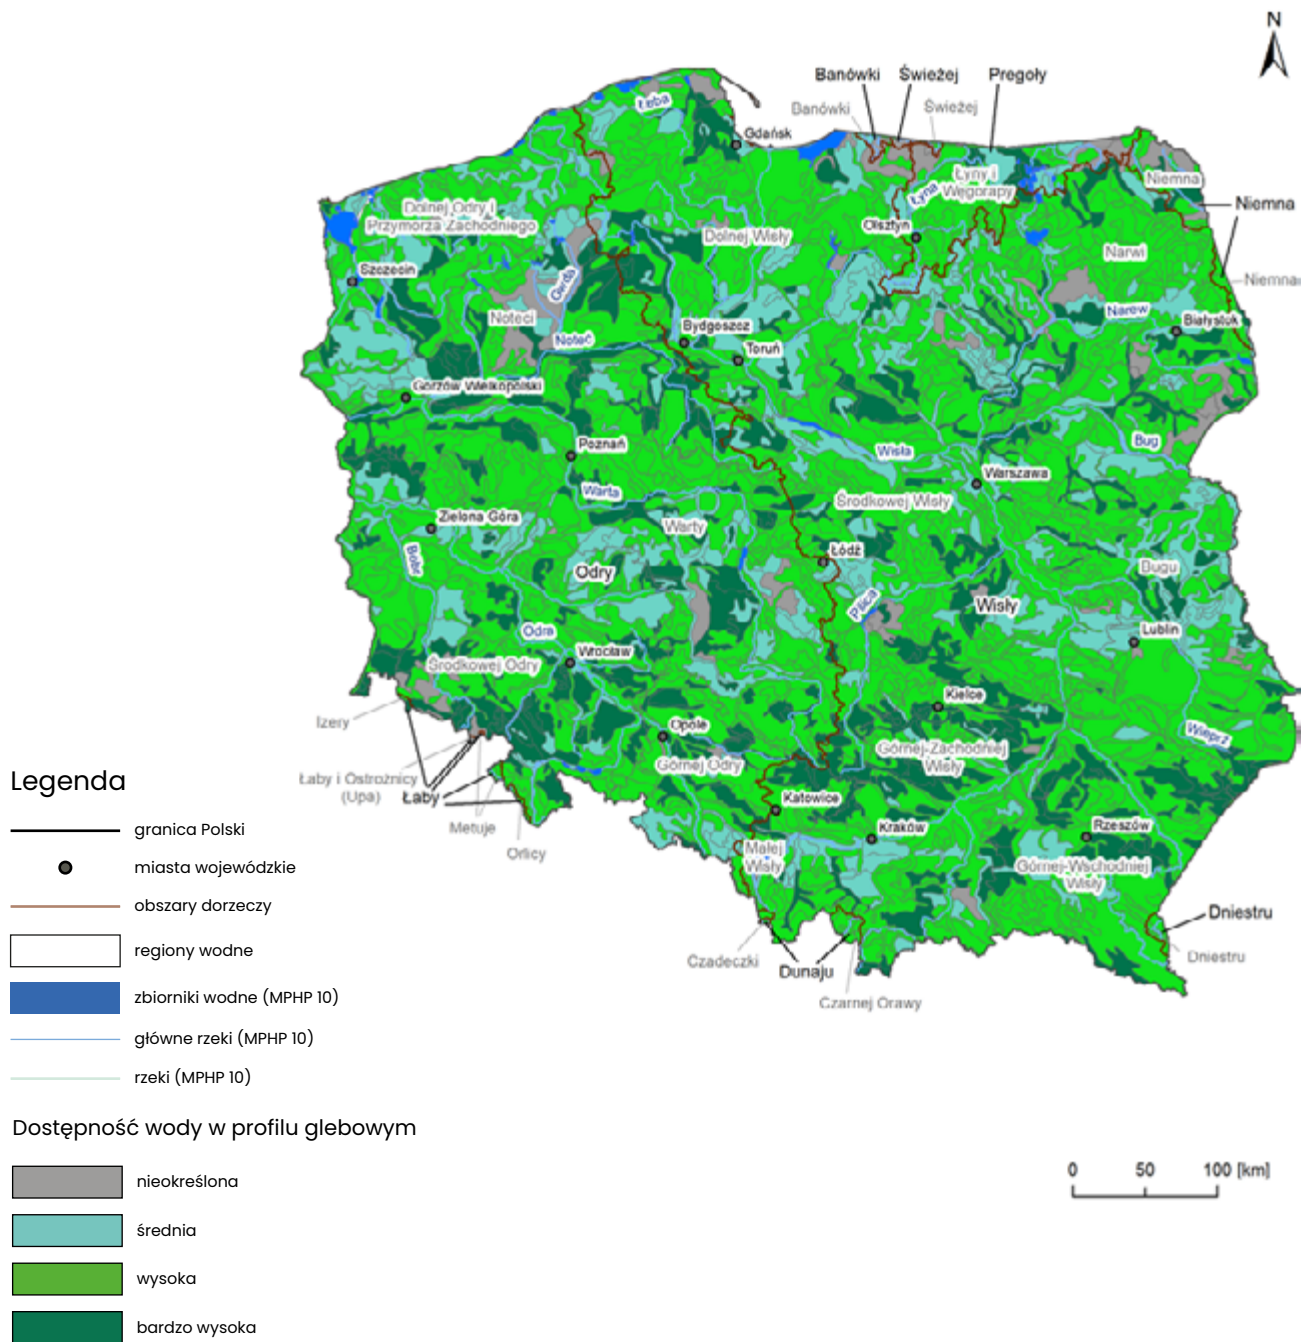 N
Banówki Świeżej Pregoły
Banówki
Świeżej
Łeba
Gdańsk
Łyny i
Węgorapy
Łyna
Niemna
Niemna
Dolnej Odry i
Przymorza Zachodniego
Dolnej Wisły
Olsztyn
Narwi
Szczecin
Gwda
Niemna
Noteci
Narew
Białystok
Noteć
Bydgoszcz
Toruń
Gorzów Wielkopolski
Poznań
Wisła
Bug
Warszawa
Warta
Środkowej Wisły
Zielona Góra
Warty
Bóbr
Łódź
Odry
Bugu
Pilica
Wisły
Odra
Lublin
Wrocław
Środkowej Odry
Kielce
Izery
Opole
Wieprz
Górnej-Zachodniej
Wisły
Górnej Odry
Łaby i Ostrożnicy
(Upa)
Łaby
Katowice
Metuje
Kraków
Rzeszów
Orlicy
Małej
Wisły
Górnej-Wschodniej
Wisły
Dniestru
Czadeczki
Dunaju
Dniestru
Czarnej Orawy
Legenda
granica Polski
miasta wojewódzkie
obszary dorzeczy
regiony wodne
zbiorniki wodne (MPHP 10)
główne rzeki (MPHP 10)
rzeki (MPHP 10)
Dostępność wody w profilu glebowym
nieokreślona
średnia
wysoka
bardzo wysoka
0 50 100 [km]